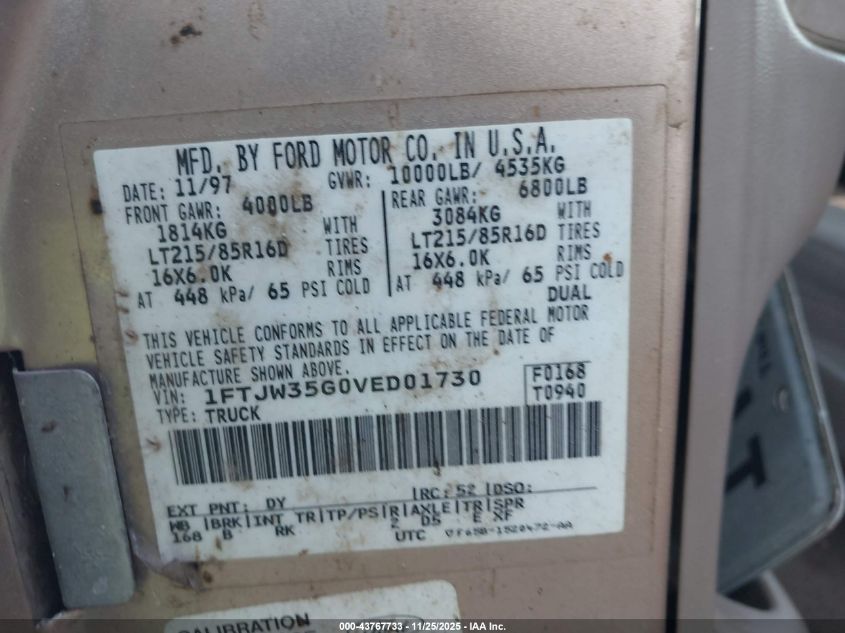 MFD. BY FORD MOTOR CO. IN U.S.A.
DATE: 11/97 GVWR: 10000LB/ 4535KG
FRONT GAWR: 4000LB REAR GAWR: 6800LB
1814KG WITH 3084KG WITH
LT215/85R16D TIRES LT215/85R16D TIRES
16X6.0K RIMS 16X6.0K RIMS
AT 448 kPa/ 65 PSI COLD AT 448 kPa/ 65 PSI COLD
DUAL
THIS VEHICLE CONFORMS TO ALL APPLICABLE FEDERAL MOTOR
VEHICLE SAFETY STANDARDS IN EFFECT ON THE DATE OF
MANUFACTURE SHOWN ABOVE.
VIN: 1FTJW35G0VED01730 F0168
TYPE: TRUCK T0940
EXT PNT: DY RC: 52 DSO:
WB BRK INT TR TP/PS R AXLE TR SPR
168 B RK 2 D5 E XF
UTC
CALIBRATION
000-43767733 - 11/25/2025 - IAA Inc.